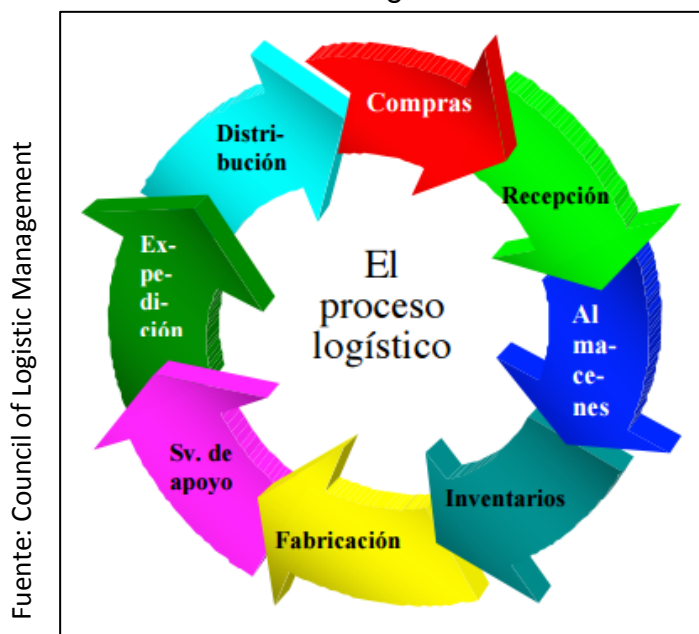 Compras
Recepción
Al
ma-
ce-
nes
Inventarios
Fabricación
Sv. de
apoyo
Ex-
pe-
di-
ción
Distri-
bución
El
proceso
logístico
Fuente: Council of Logistic Management